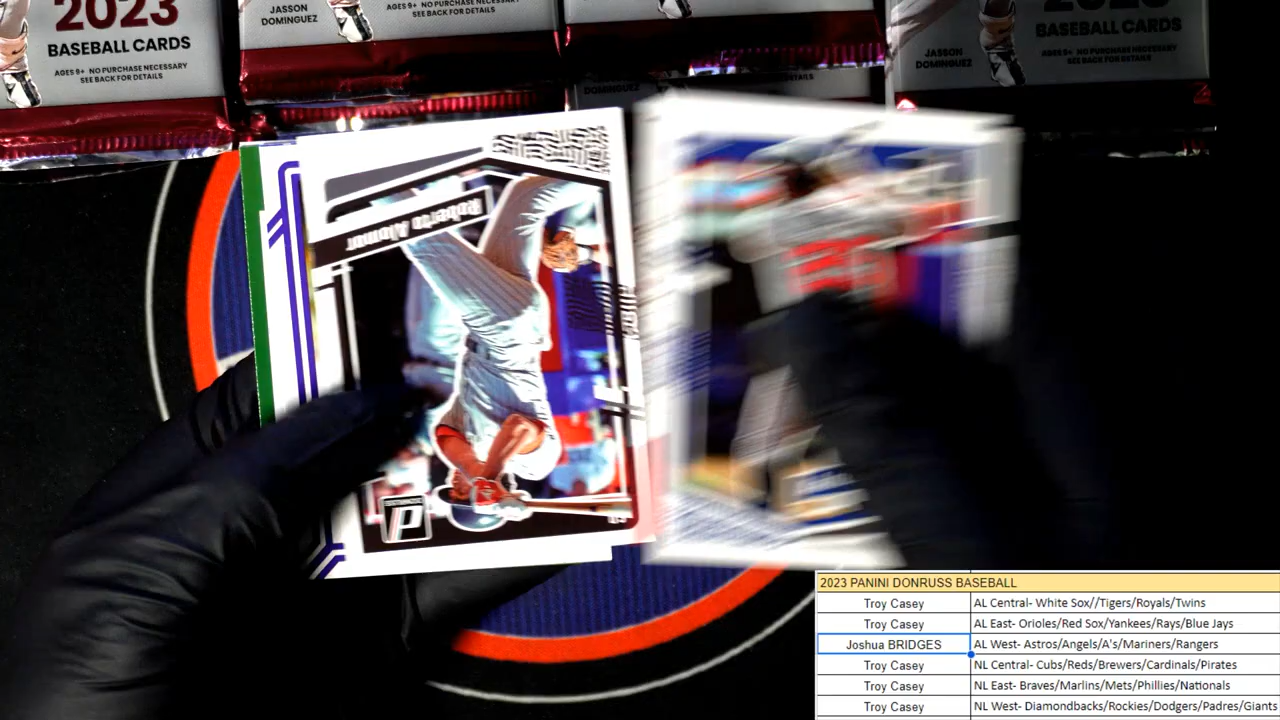 2023
BASEBALL CARDS
AGES 9+ NO PURCHASE NECESSARY
SEE BACK FOR DETAILS
JASSON
DOMINGUEZ
AGES 9+ NO PURCHASE NECESSARY
SEE BACK FOR DETAILS
JASSON
DOMINGUEZ
AGES 9+ NO PURCHASE NECESSARY
SEE BACK FOR DETAILS
Roberto Alomar
2023 PANINI DONRUSS BASEBALL
Troy Casey AL Central- White Sox//Tigers/Royals/Twins
Troy Casey AL East- Orioles/Red Sox/Yankees/Rays/Blue Jays
Joshua BRIDGES AL West- Astros/Angels/A's/Mariners/Rangers
Troy Casey NL Central- Cubs/Reds/Brewers/Cardinals/Pirates
Troy Casey NL East- Braves/Marlins/Mets/Phillies/Nationals
Troy Casey NL West- Diamondbacks/Rockies/Dodgers/Padres/Giants